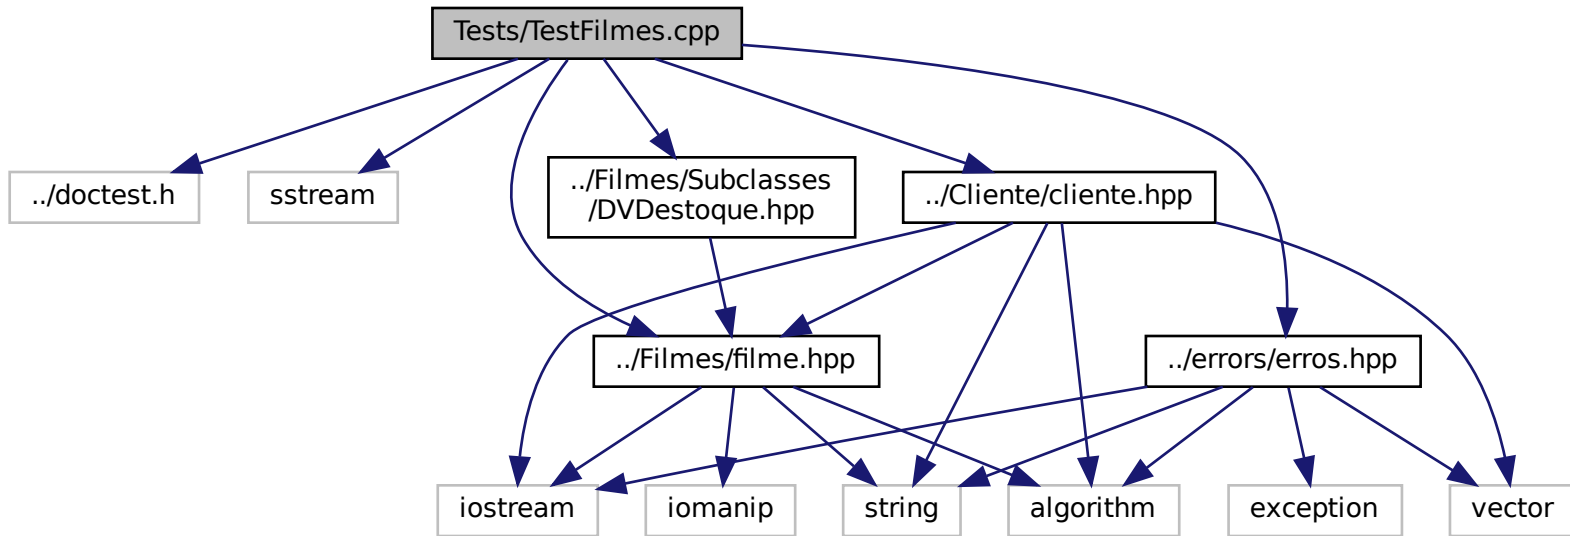 Tests/TestFilmes.cpp
../doctest.h
sstream
../Filmes/Subclasses
/DVDestoque.hpp
../Cliente/cliente.hpp
../Filmes/filme.hpp
../errors/erros.hpp
iostream
iomanip
string
algorithm
exception
vector